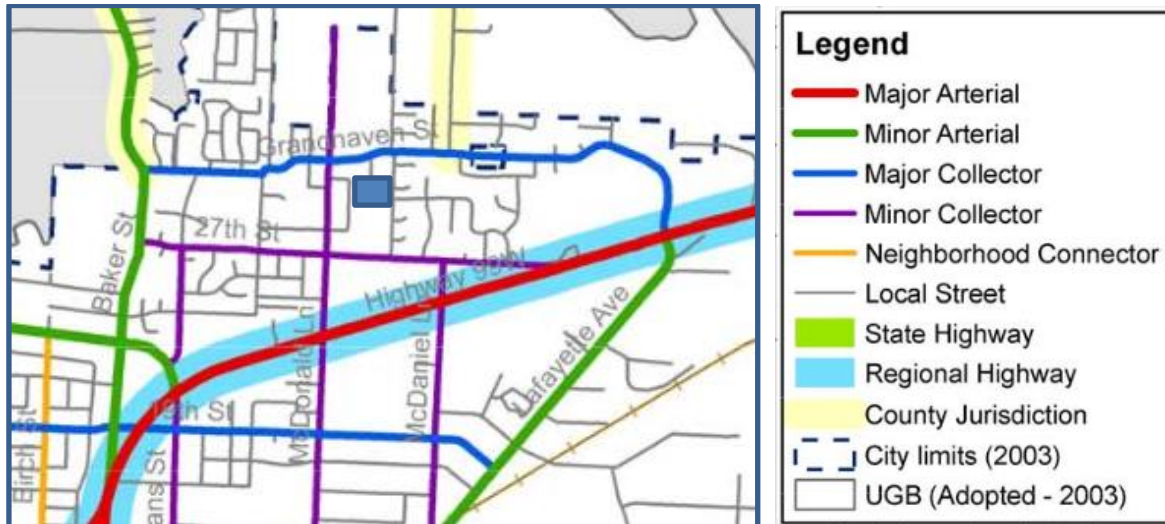 Grandhaven St
27th St
Baker St
Highway 99W
McDonald Ln
McDaniel L
Lafayette Ave
19th St
Birch St
ans St
Legend
Major Arterial
Minor Arterial
Major Collector
Minor Collector
Neighborhood Connector
Local Street
State Highway
Regional Highway
County Jurisdiction
City limits (2003)
UGB (Adopted - 2003)